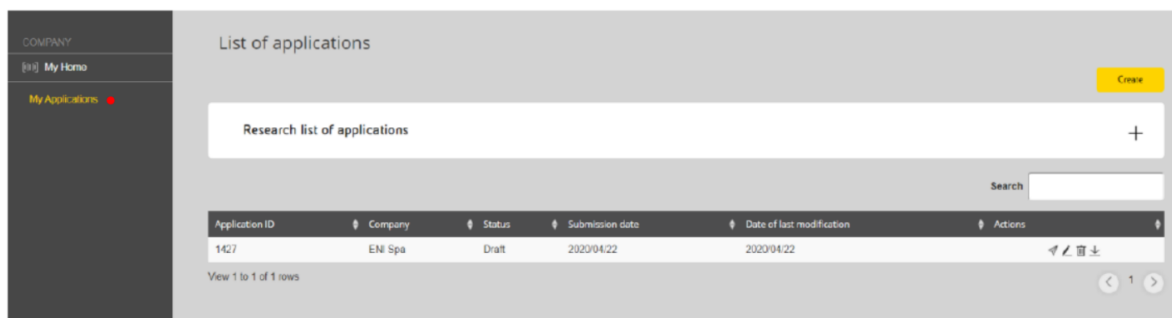 COMPANY
My Home
My Applications
List of applications
Create
Research list of applications
Search
Application ID Company Status Submission date Date of last modification Actions
1427 ENI Spa Draft 2020/04/22 2020/04/22
View 1 to 1 of 1 rows
1